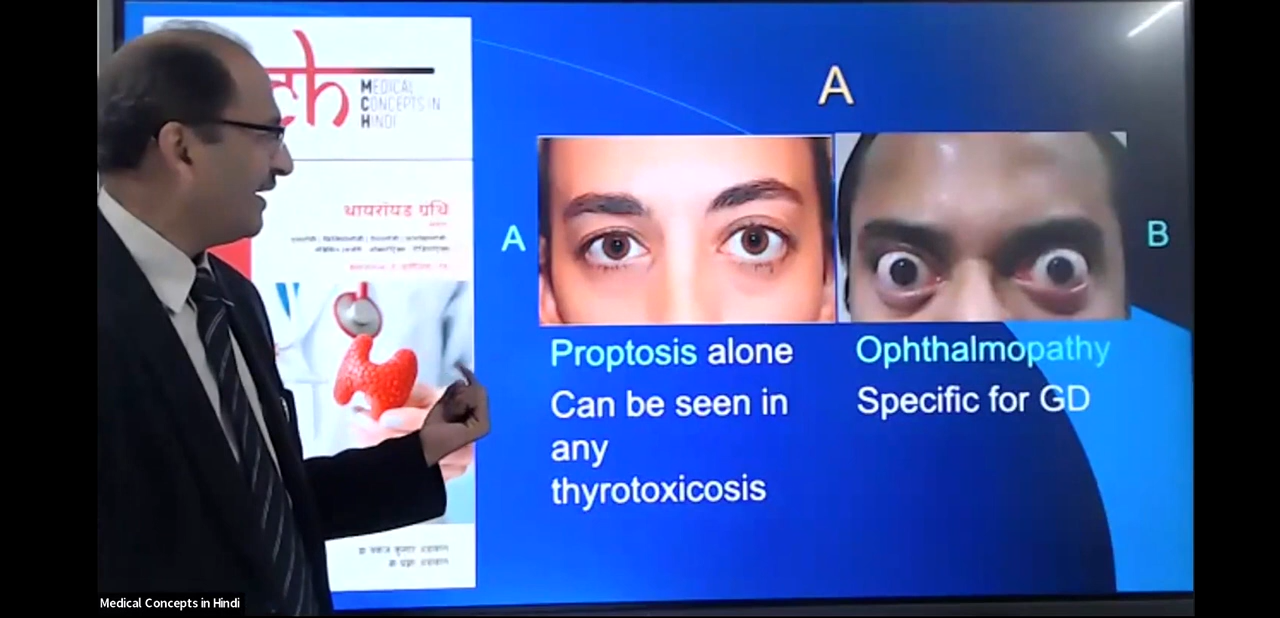 ch
MEDICAL
CONCEPTS IN
HINDI
थायरॉयड ग्रंथि
A
A
B
Proptosis alone
Can be seen in
any
thyrotoxicosis
Ophthalmopathy
Specific for GD
Medical Concepts in Hindi